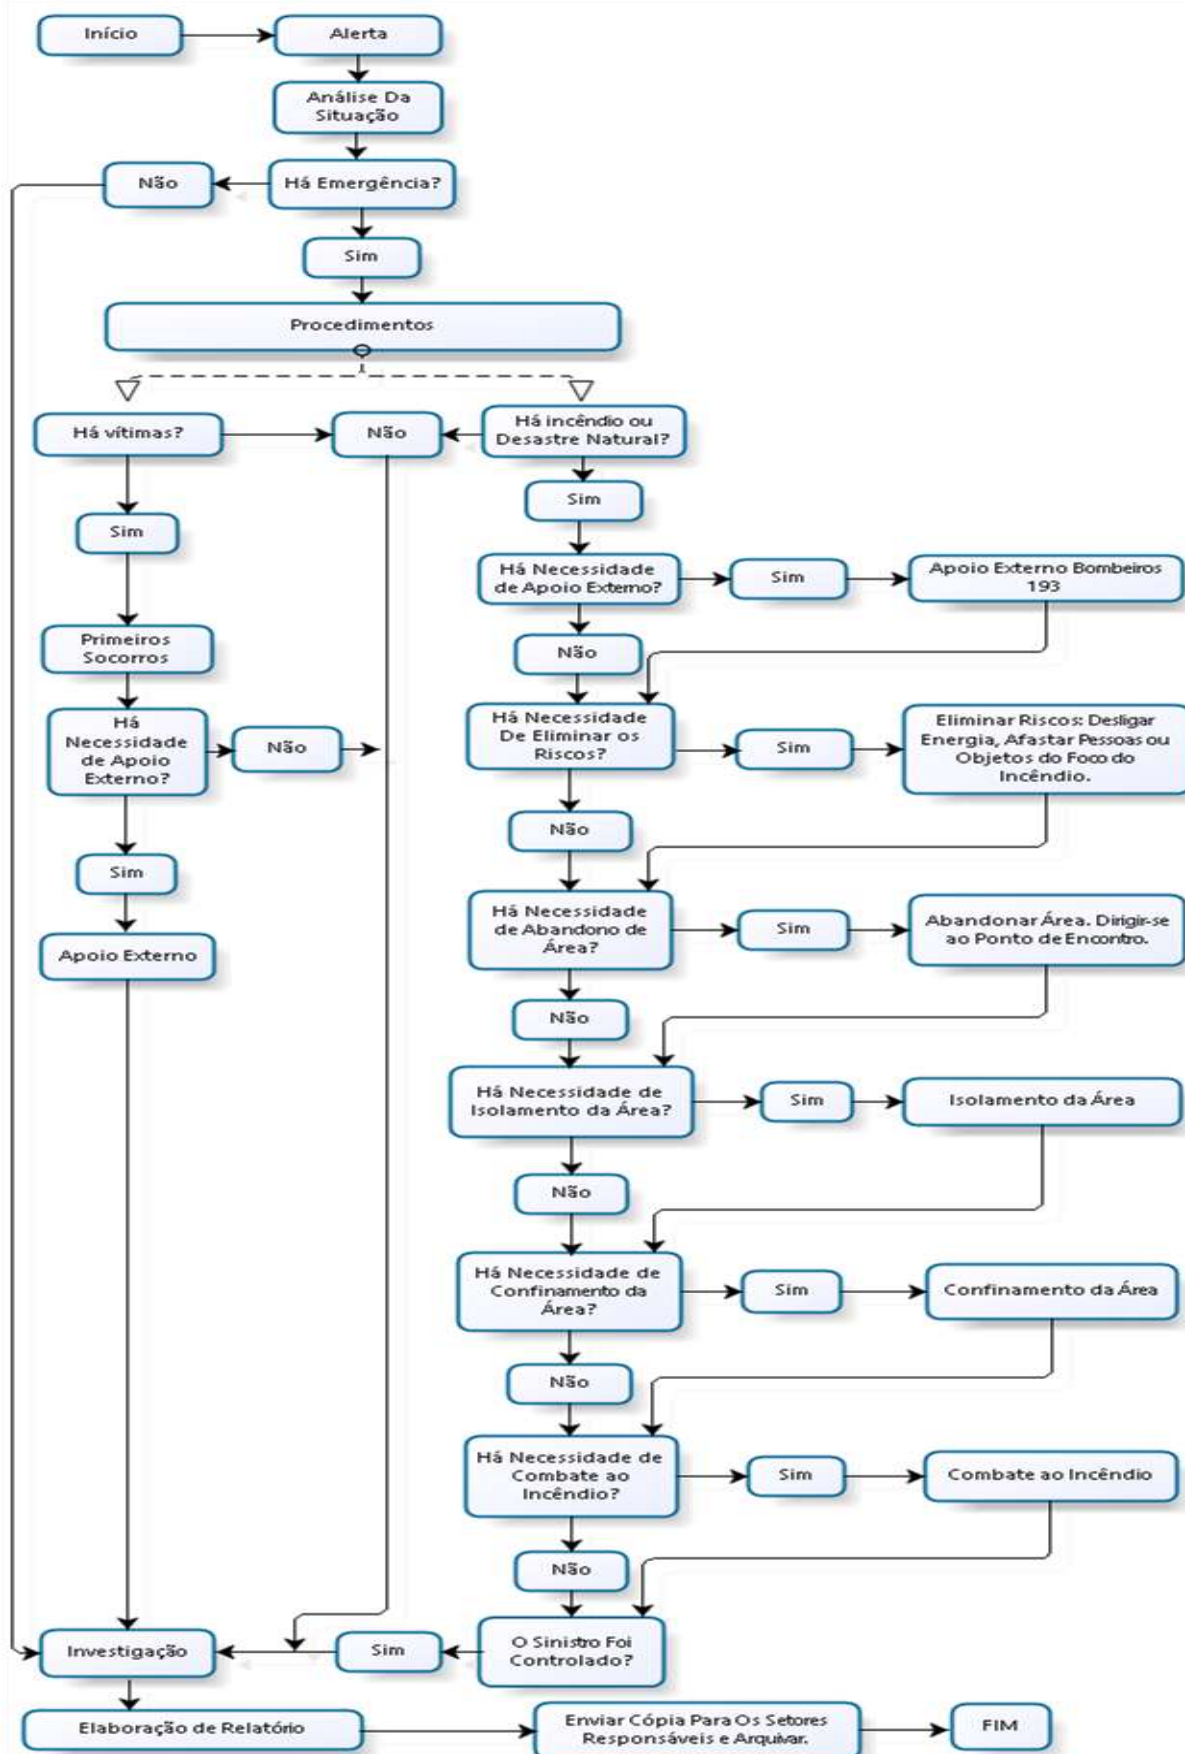 Início
Alerta
Análise Da
Situação
Não
Há Emergência?
Sim
Procedimentos
Há vítimas?
Não
Há incêndio ou
Desastre Natural?
Sim
Sim
Há Necessidade
de Apoio Externo?
Sim
Apoio Externo Bombeiros
193
Não
Primeiros
Socorros
Há
Necessidade
de Apoio
Externo?
Não
Há Necessidade
De Eliminar os
Riscos?
Sim
Eliminar Riscos: Desligar
Energia, Afastar Pessoas ou
Objetos do Foco do
Incêndio.
Não
Sim
Apoio Externo
Há Necessidade
de Abandono de
Área?
Sim
Abandonar Área. Dirigir-se
ao Ponto de Encontro.
Não
Há Necessidade de
Isolamento da Área?
Sim
Isolamento da Área
Não
Há Necessidade de
Confinamento da
Área?
Sim
Confinamento da Área
Não
Há Necessidade de
Combate ao
Incêndio?
Sim
Combate ao Incêndio
Não
O Sinistro Foi
Controlado?
Sim
Investigação
Elaboração de Relatório
Enviar Cópia Para Os Setores
Responsáveis e Arquivar.
FIM